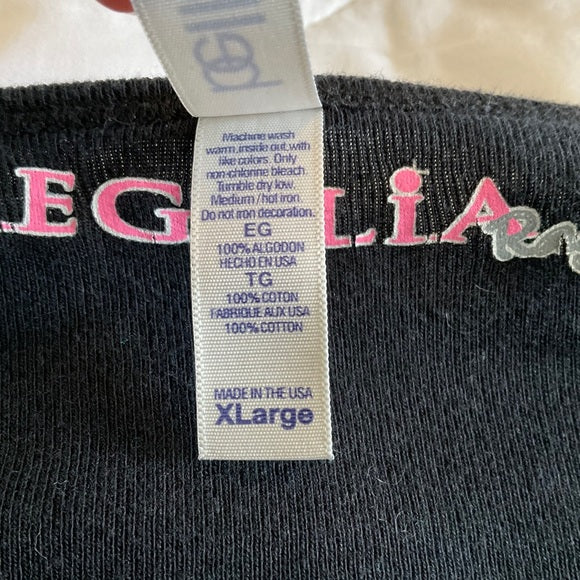 Machine wash
warm, inside out, with
like colors. Only
non-chlorine bleach.
Tumble dry low.
Medium / hot iron
Do not iron decoration.
EG
100% ALGODON
HECHO EN USA
TG
100% COTON
FABRIQUE AUX USA
100% COTTON
MADE IN THE USA
XLarge